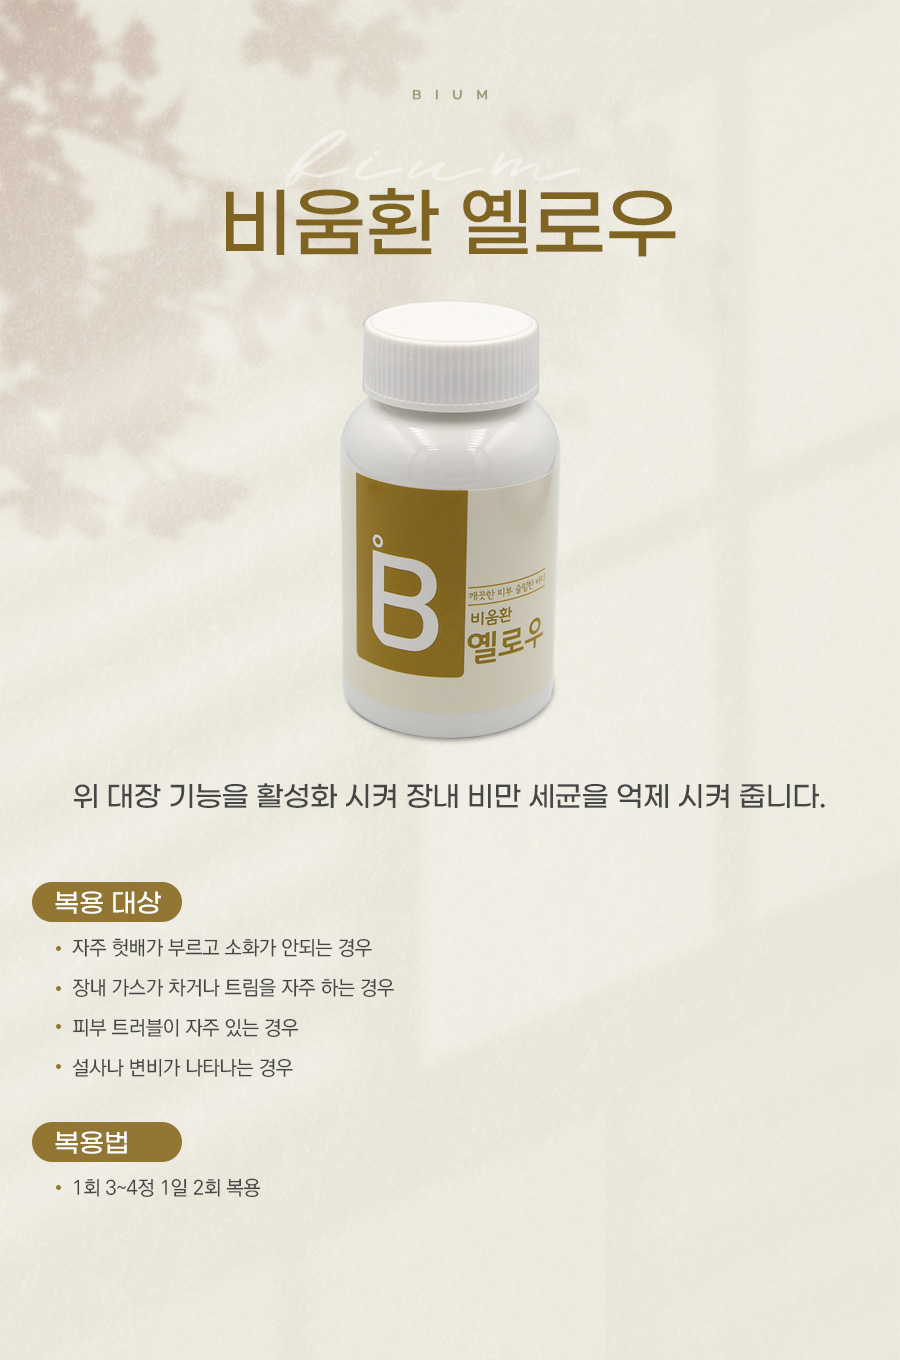 BIUM
bium
비움환 옐로우
B
깨끗한 피부 슬림한 바디
비움환
옐로우
위 대장 기능을 활성화 시켜 장내 비만 세균을 억제 시켜 줍니다.
복용 대상
• 자주 헛배가 부르고 소화가 안되는 경우
• 장내 가스가 차거나 트림을 자주 하는 경우
• 피부 트러블이 자주 있는 경우
• 설사나 변비가 나타나는 경우
복용법
• 1회 3~4정 1일 2회 복용